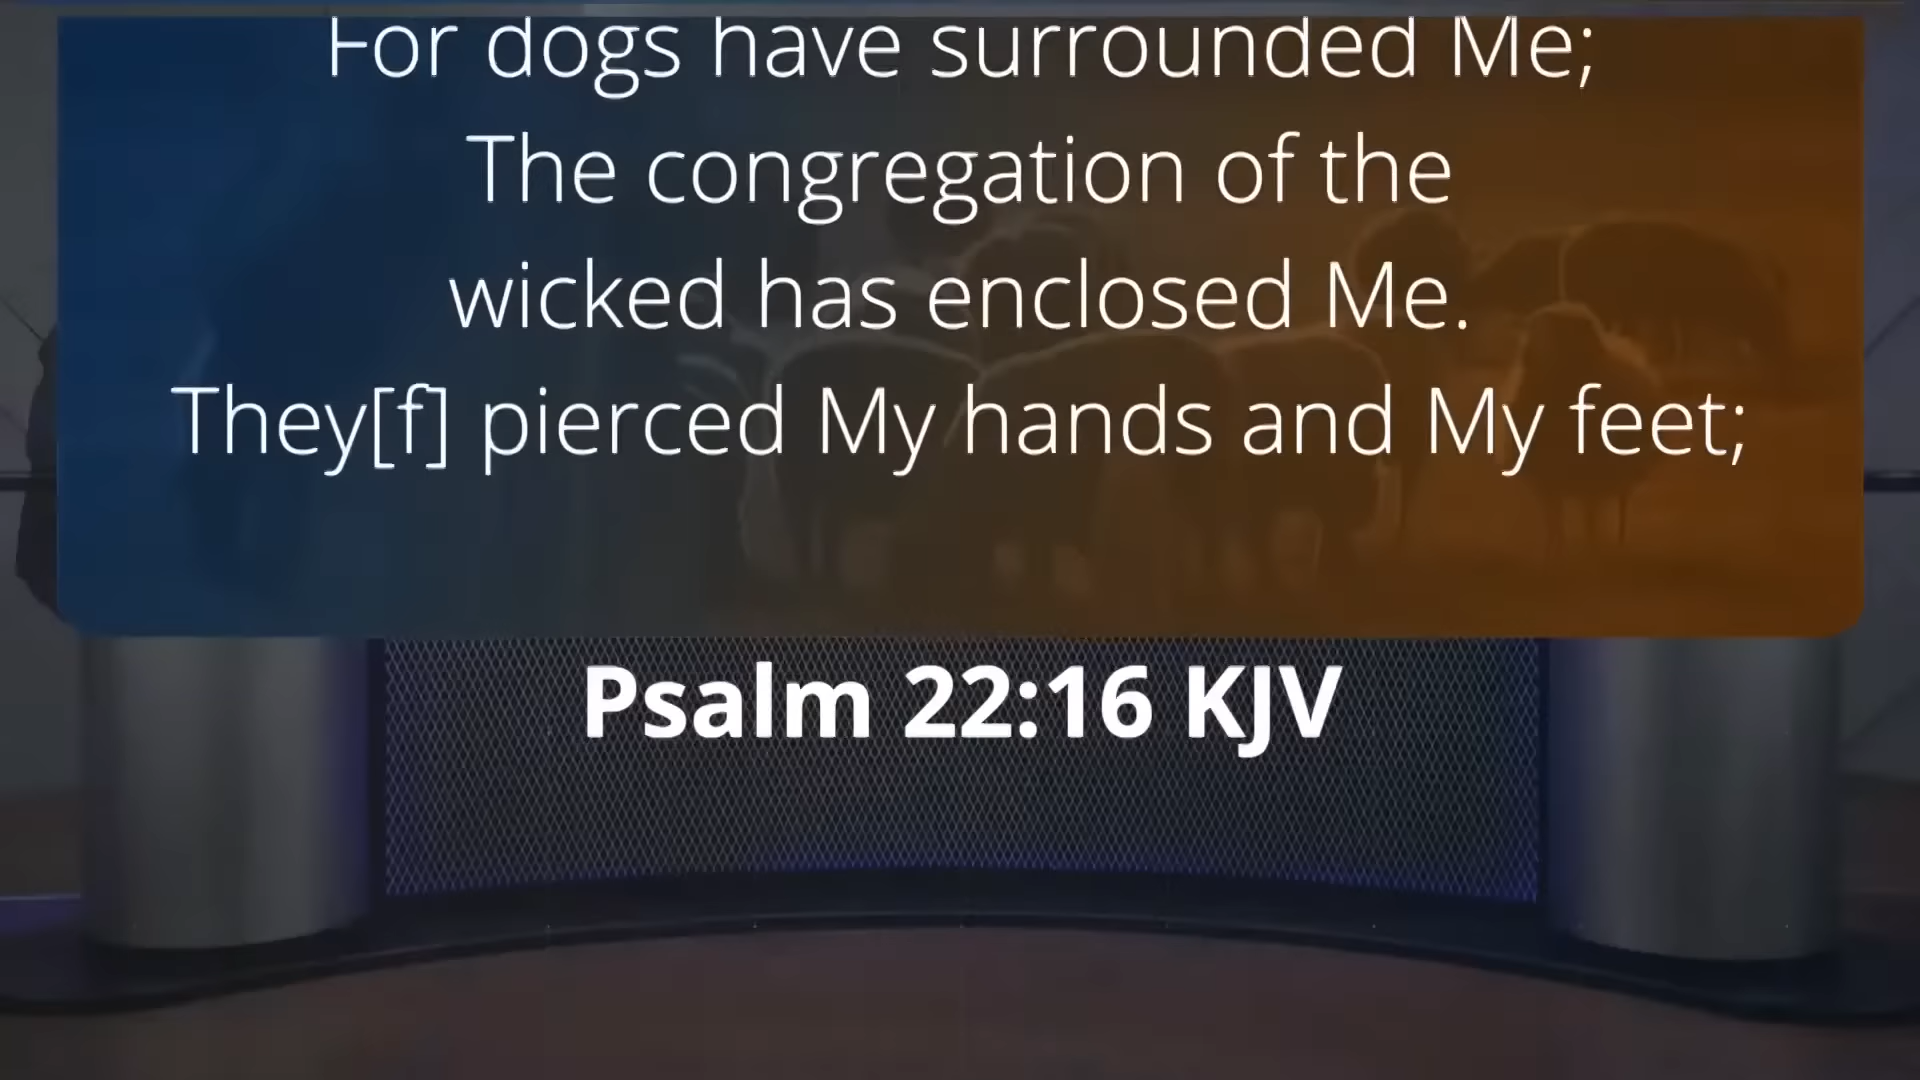 For dogs have surrounded Me;
The congregation of the
wicked has enclosed Me.
They[f] pierced My hands and My feet;
Psalm 22:16 KJV